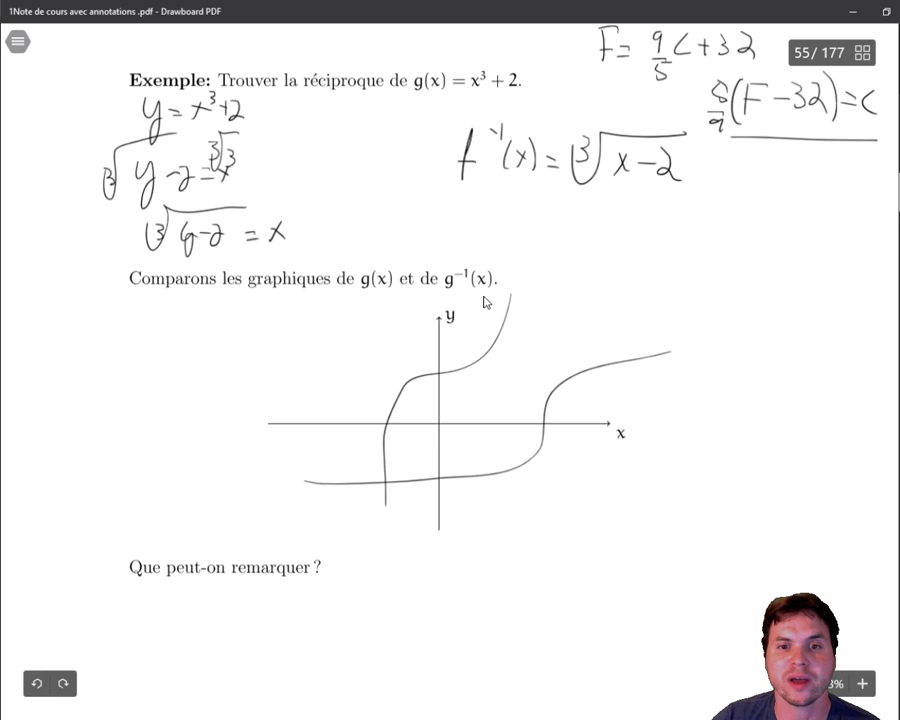 1Note de cours avec annotations .pdf - Drawboard PDF
F = 9/5 C + 32
55 / 177
Exemple: Trouver la réciproque de g(x) = x³ + 2.
5/9 (F - 32) = C
y = x³ + 2
f⁻¹(x) = ∛(x - 2)
∛(y - 2) = ∛(x³)
∛(y - 2) = x
Comparons les graphiques de g(x) et de g⁻¹(x).
y
x
Que peut-on remarquer ?